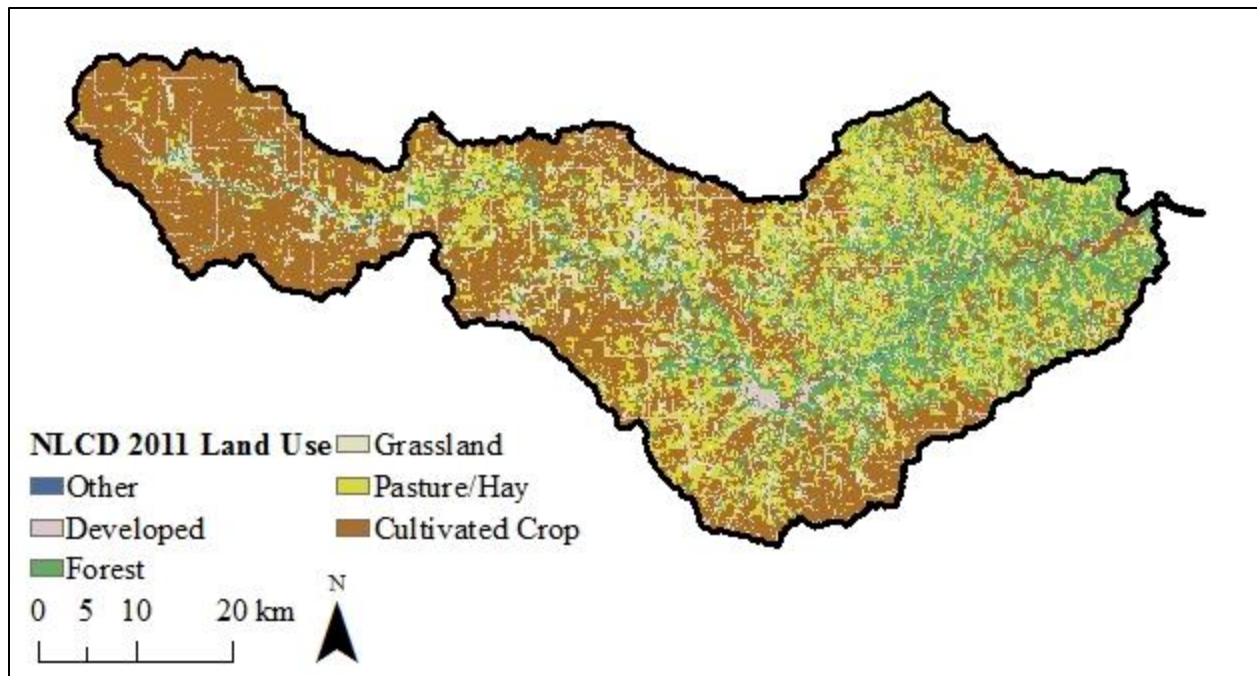 NLCD 2011 Land Use
Grassland
Other
Pasture/Hay
Developed
Cultivated Crop
Forest
N
0 5 10 20 km